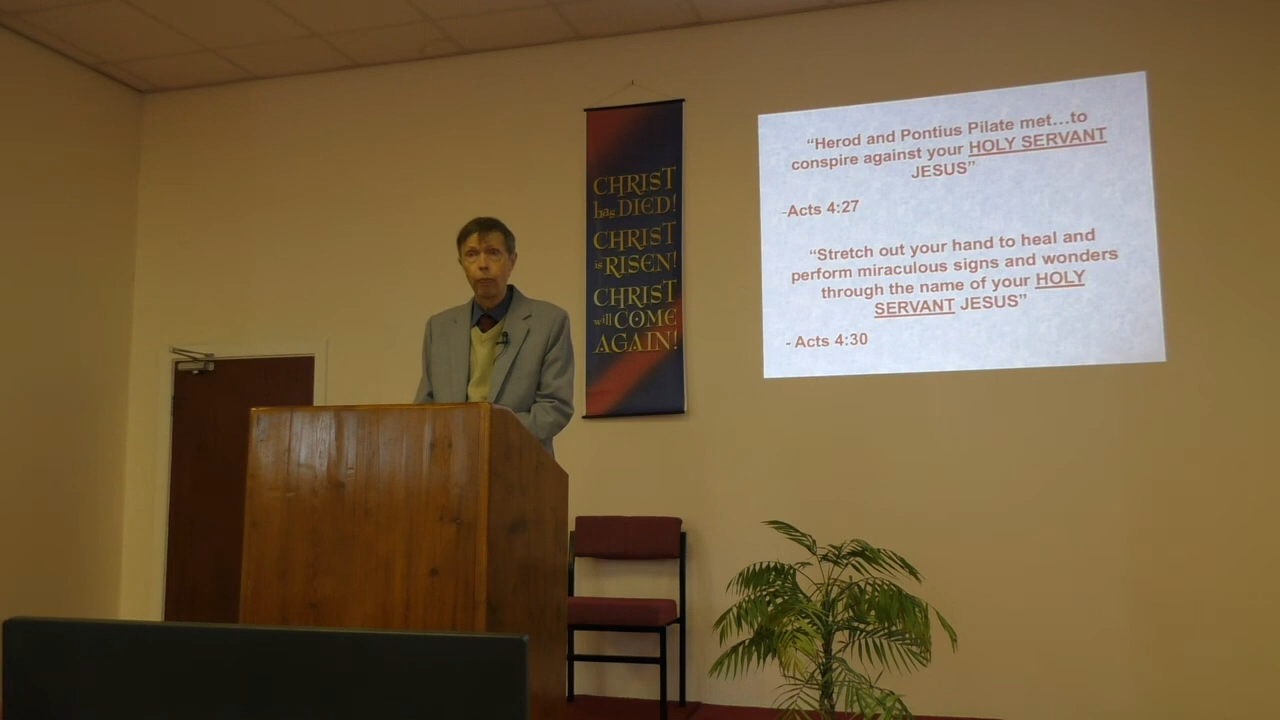 CHRIST
has DIED!
CHRIST
is RISEN!
CHRIST
will COME
AGAIN!
“Herod and Pontius Pilate met…to
conspire against your HOLY SERVANT
JESUS”
-Acts 4:27
“Stretch out your hand to heal and
perform miraculous signs and wonders
through the name of your HOLY
SERVANT JESUS”
- Acts 4:30